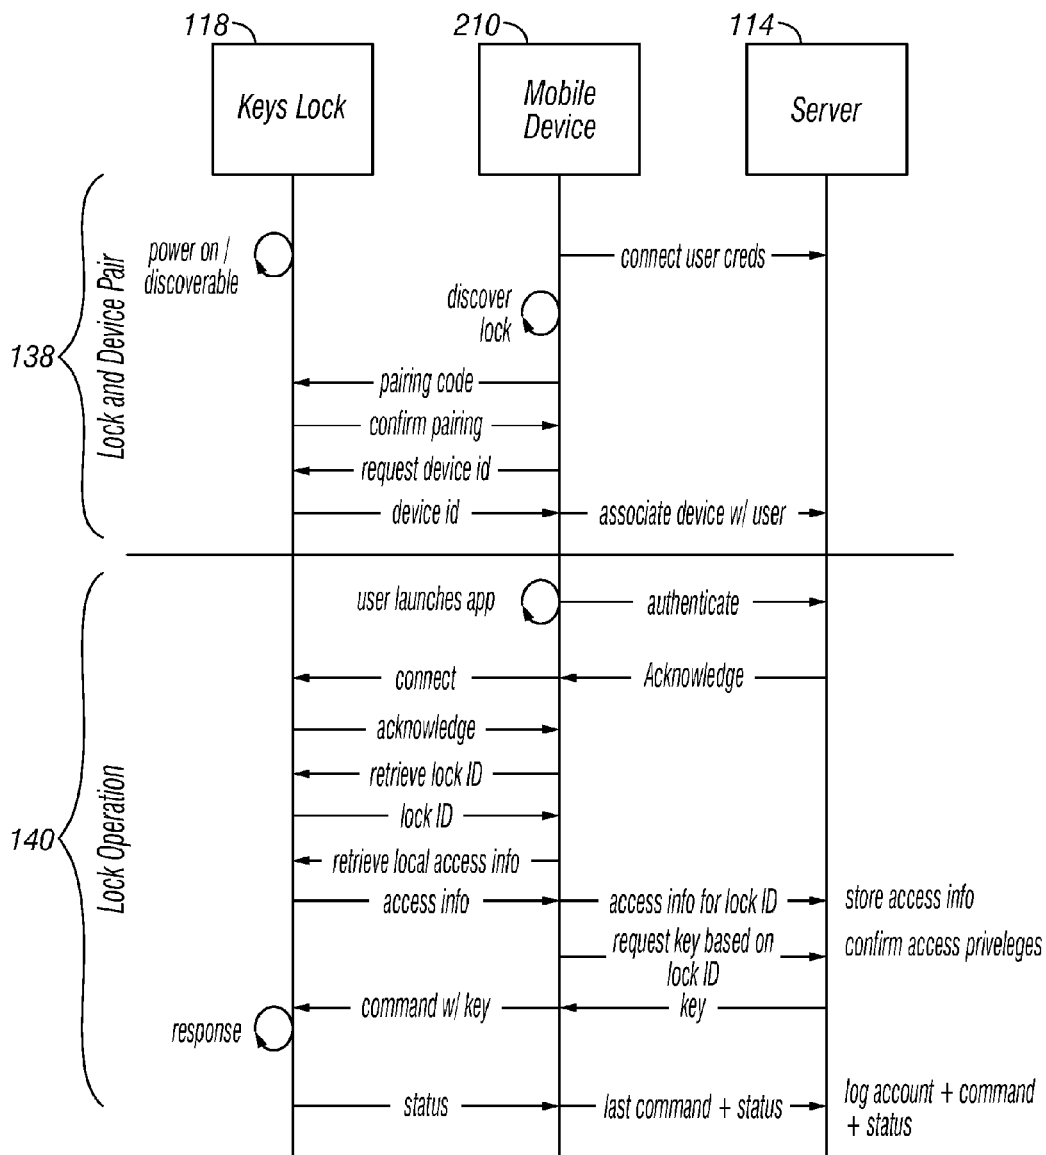 118
210
114
Keys Lock
Mobile
Device
Server
power on /
discoverable
connect user creds
discover
lock
138
Lock and Device Pair
pairing code
confirm pairing
request device id
device id
associate device w/ user
user launches app
authenticate
connect
Acknowledge
acknowledge
retrieve lock ID
140
Lock Operation
lock ID
retrieve local access info
access info
access info for lock ID
store access info
request key based on
lock ID
confirm access priveleges
command w/ key
key
response
status
last command + status
log account + command
+ status